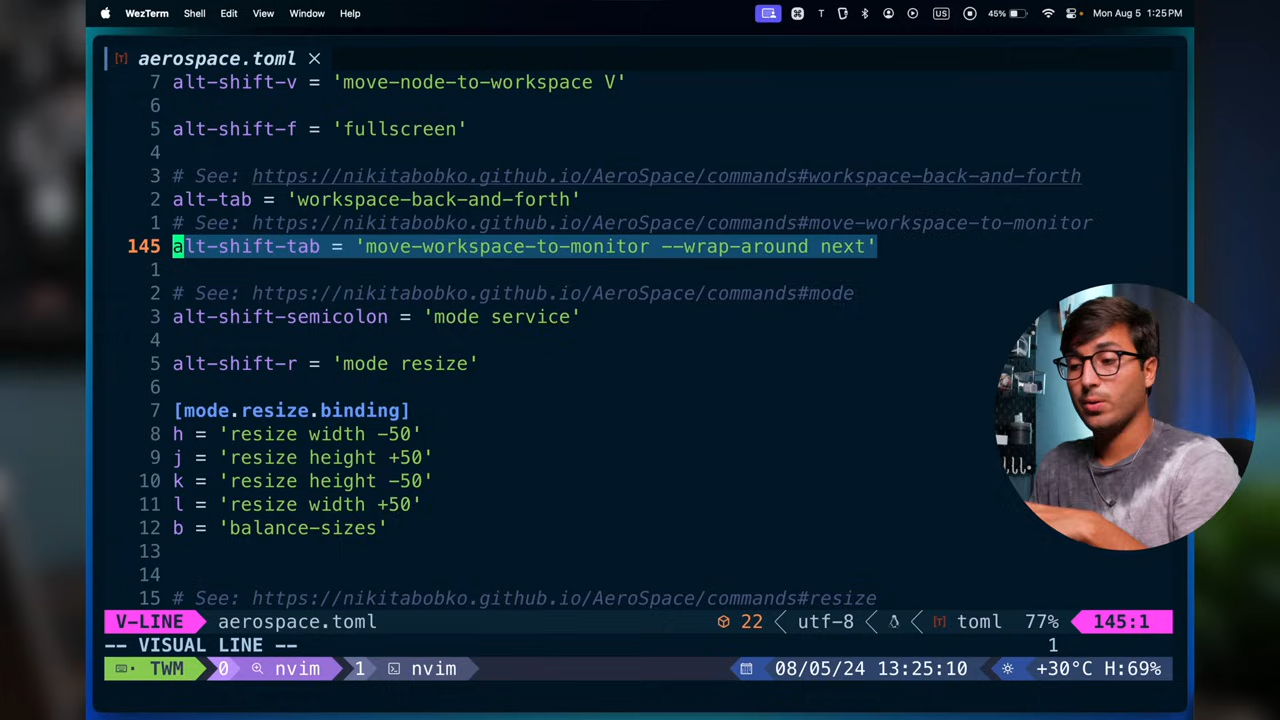 WezTerm Shell Edit View Window Help US 45% Mon Aug 5 1:25PM
[T] aerospace.toml ×
7 alt-shift-v = 'move-node-to-workspace V'
6
5 alt-shift-f = 'fullscreen'
4
3 # See: https://nikitabobko.github.io/AeroSpace/commands#workspace-back-and-forth
2 alt-tab = 'workspace-back-and-forth'
1 # See: https://nikitabobko.github.io/AeroSpace/commands#move-workspace-to-monitor
145 alt-shift-tab = 'move-workspace-to-monitor --wrap-around next'
1
2 # See: https://nikitabobko.github.io/AeroSpace/commands#mode
3 alt-shift-semicolon = 'mode service'
4
5 alt-shift-r = 'mode resize'
6
7 [mode.resize.binding]
8 h = 'resize width -50'
9 j = 'resize height +50'
10 k = 'resize height -50'
11 l = 'resize width +50'
12 b = 'balance-sizes'
13
14
15 # See: https://nikitabobko.github.io/AeroSpace/commands#resize
V-LINE aerospace.toml 22 utf-8 [T] toml 77% 145:1
-- VISUAL LINE -- 1
TWM 0 nvim 1 nvim 08/05/24 13:25:10 +30°C H:69%